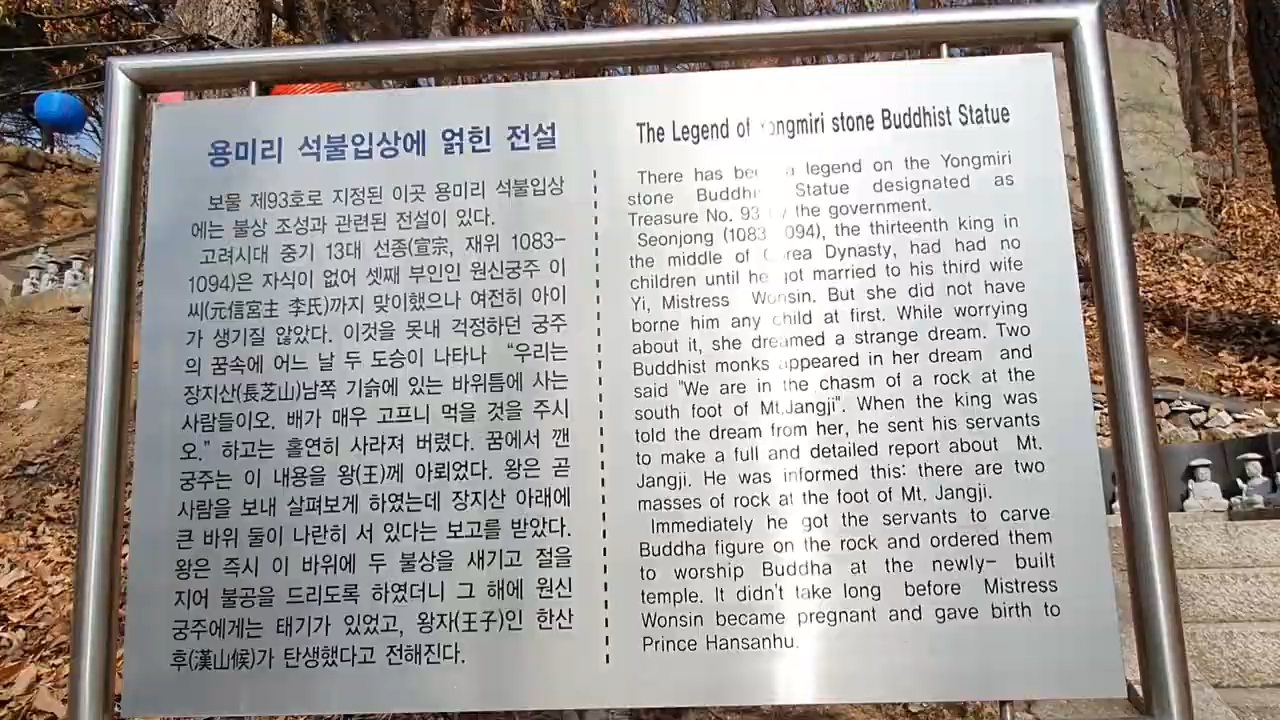 용미리 석불입상에 얽힌 전설
보물 제93호로 지정된 이곳 용미리 석불입상
에는 불상 조성과 관련된 전설이 있다.
고려시대 중기 13대 선종(宣宗, 재위 1083-
1094)은 자식이 없어 셋째 부인인 원신궁주 이
씨(元信宮主 李氏)까지 맞이했으나 여전히 아이
가 생기질 않았다. 이것을 못내 걱정하던 궁주
의 꿈속에 어느 날 두 도승이 나타나 "우리는
장지산(長芝山)남쪽 기슭에 있는 바위틈에 사는
사람들이오. 배가 매우 고프니 먹을 것을 주시
오." 하고는 홀연히 사라져 버렸다. 꿈에서 깬
궁주는 이 내용을 왕(王)께 아뢰었다. 왕은 곧
사람을 보내 살펴보게 하였는데 장지산 아래에
큰 바위 둘이 나란히 서 있다는 보고를 받았다.
왕은 즉시 이 바위에 두 불상을 새기고 절을
지어 불공을 드리도록 하였더니 그 해에 원신
궁주에게는 태기가 있었고, 왕자(王子)인 한산
후(漢山候)가 탄생했다고 전해진다.
The Legend of Yongmiri stone Buddhist Statue
There has been a legend on the Yongmiri
stone Buddhist Statue designated as
Treasure No. 93 by the government.
Seonjong (1083-1094), the thirteenth king in
the middle of Korea Dynasty, had had no
children until he got married to his third wife
Yi, Mistress Wonsin. But she did not have
borne him any child at first. While worrying
about it, she dreamed a strange dream. Two
Buddhist monks appeared in her dream and
said "We are in the chasm of a rock at the
south foot of Mt.Jangji". When the king was
told the dream from her, he sent his servants
to make a full and detailed report about Mt.
Jangji. He was informed this: there are two
masses of rock at the foot of Mt. Jangji.
Immediately he got the servants to carve
Buddha figure on the rock and ordered them
to worship Buddha at the newly- built
temple. It didn't take long before Mistress
Wonsin became pregnant and gave birth to
Prince Hansanhu.